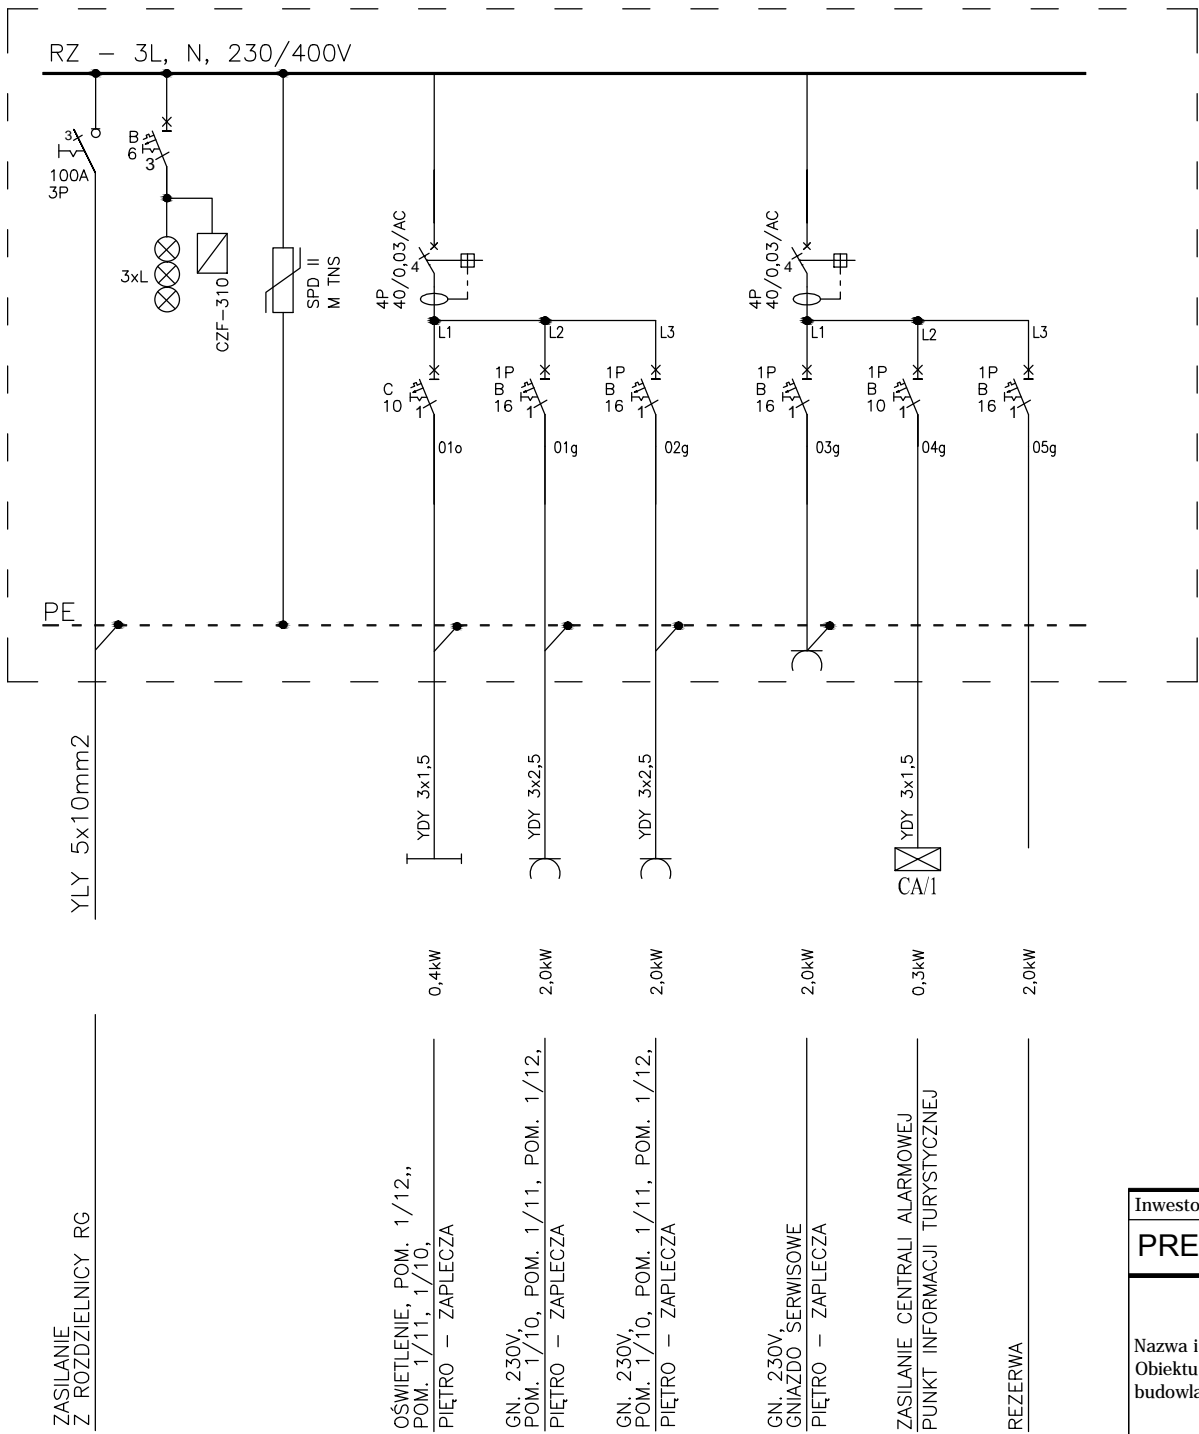 RZ – 3L, N, 230/400V
3
100A
3P
B
6
3
3xL
CZF-310
SPD II
M TNS
4P
40/0,03/AC
4
4P
40/0,03/AC
4
L1
L2
L3
L1
L2
L3
C
10
1
1P
B
16
1
1P
B
16
1
1P
B
16
1
1P
B
10
1
1P
B
16
1
01o
01g
02g
03g
04g
05g
PE
YLY 5x10mm2
YDY 3x1,5
YDY 3x2,5
YDY 3x2,5
YDY 3x1,5
CA/1
0,4kW
2,0kW
2,0kW
2,0kW
0,3kW
2,0kW
ZASILANIE
Z ROZDZIELNICY RG
OŚWIETLENIE, POM. 1/12,,
POM. 1/11, 1/10,
PIĘTRO – ZAPLECZA
GN. 230V,
POM. 1/10, POM. 1/11, POM. 1/12,
PIĘTRO – ZAPLECZA
GN. 230V,
POM. 1/10, POM. 1/11, POM. 1/12,
PIĘTRO – ZAPLECZA
GN. 230V,
GNIAZDO SERWISOWE
PIĘTRO – ZAPLECZA
ZASILANIE CENTRALI ALARMOWEJ
PUNKT INFORMACJI TURYSTYCZNEJ
REZERWA
Inwesto
PRE
Nazwa i
Obiektu
budowla